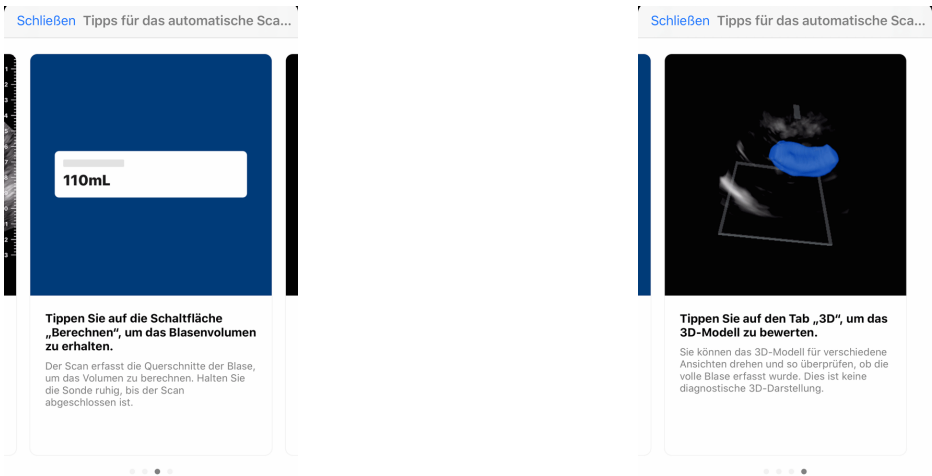 Schließen Tipps für das automatische Sca...
110mL
Tippen Sie auf die Schaltfläche
„Berechnen“, um das Blasenvolumen
zu erhalten.
Der Scan erfasst die Querschnitte der Blase,
um das Volumen zu berechnen. Halten Sie
die Sonde ruhig, bis der Scan
abgeschlossen ist.
Schließen Tipps für das automatische Sca...
Tippen Sie auf den Tab „3D“, um das
3D-Modell zu bewerten.
Sie können das 3D-Modell für verschiedene
Ansichten drehen und so überprüfen, ob die
volle Blase erfasst wurde. Dies ist keine
diagnostische 3D-Darstellung.